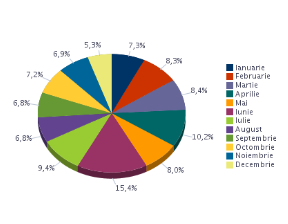 5,3%
7,3%
6,9%
8,3%
7,2%
8,4%
6,8%
10,2%
6,8%
8,0%
9,4%
15,4%
Ianuarie
Februarie
Martie
Aprilie
Mai
Iunie
Iulie
August
Septembrie
Octombrie
Noiembrie
Decembrie